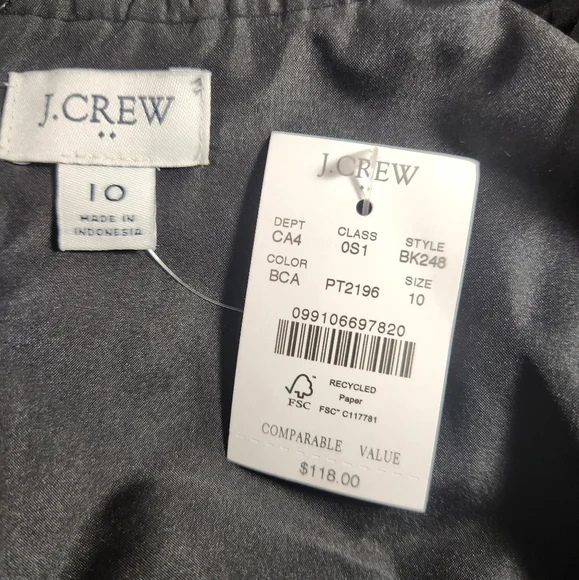 J.CREW
10
MADE IN
INDONESIA
J.CREW
DEPT CLASS STYLE
CA4 0S1 BK248
COLOR SIZE
BCA PT2196 10
099106697820
FSC
RECYCLED
Paper
FSC™ C117781
COMPARABLE VALUE
$118.00